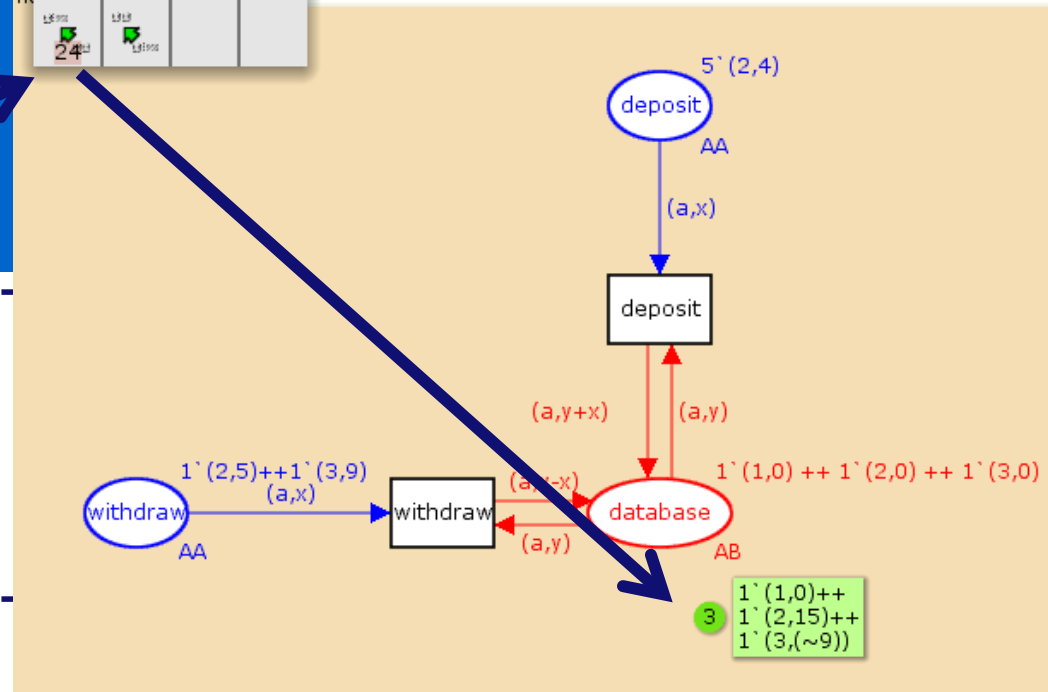 24
5`(2,4)
deposit
AA
(a,x)
deposit
(a,y+x)
(a,y)
1`(2,5)++1`(3,9)
(a,x)
withdraw
AA
withdraw
(a,y)
1`(1,0) ++ 1`(2,0) ++ 1`(3,0)
database
AB
3
1`(1,0)++
1`(2,15)++
1`(3,(~9))